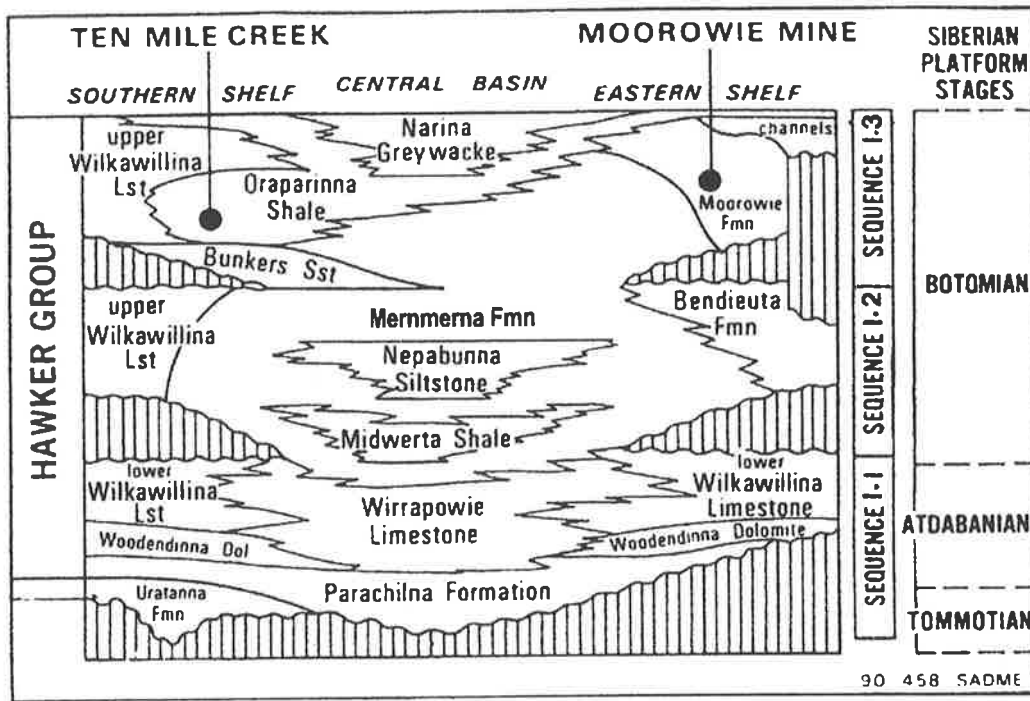 TEN MILE CREEK
MOOROWIE MINE
SIBERIAN
PLATFORM
STAGES
SOUTHERN SHELF
CENTRAL BASIN
EASTERN SHELF
HAWKER GROUP
upper
Wilkawillina
Lst
Oraparinna
Shale
Narina
Greywacke
channels
Moorowie
Fmn
Bunkers Sst
upper
Wilkawillina
Lst
Mernmerna Fmn
Bendieuta
Fmn
Nepabunna
Siltstone
Midwerta Shale
lower
Wilkawillina
Lst
Wirrapowie
Limestone
lower
Wilkawillina
Limestone
Woodendinna Dol
Woodendinna Dolomite
Parachilna Formation
Uratanna
Fmn
SEQUENCE 1·3
SEQUENCE 1·2
SEQUENCE 1·1
BOTOMIAN
ATDABANIAN
TOMMOTIAN
90 458 SADME